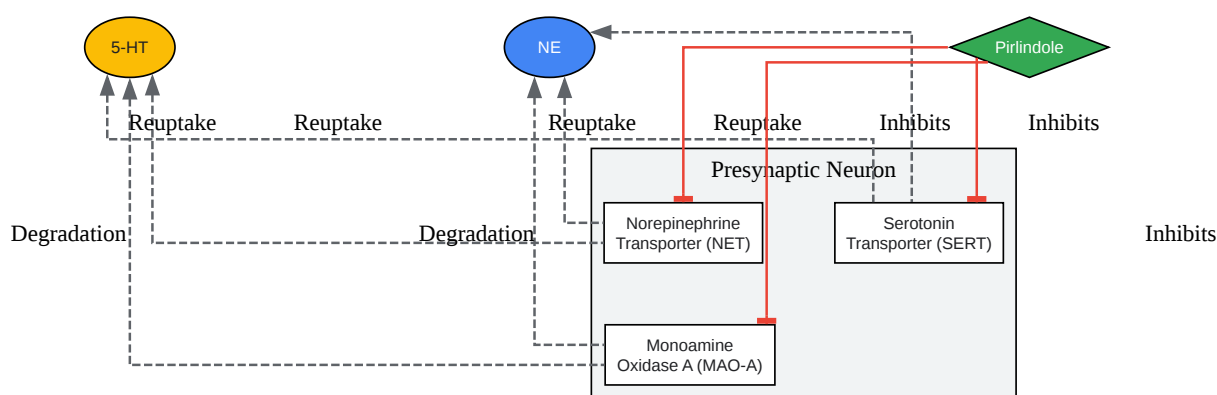 5-HT
NE
Pirlindole
Reuptake
Reuptake
Reuptake
Reuptake
Inhibits
Inhibits
Presynaptic Neuron
Norepinephrine
Transporter (NET)
Serotonin
Transporter (SERT)
Degradation
Degradation
Inhibits
Monoamine
Oxidase A (MAO-A)